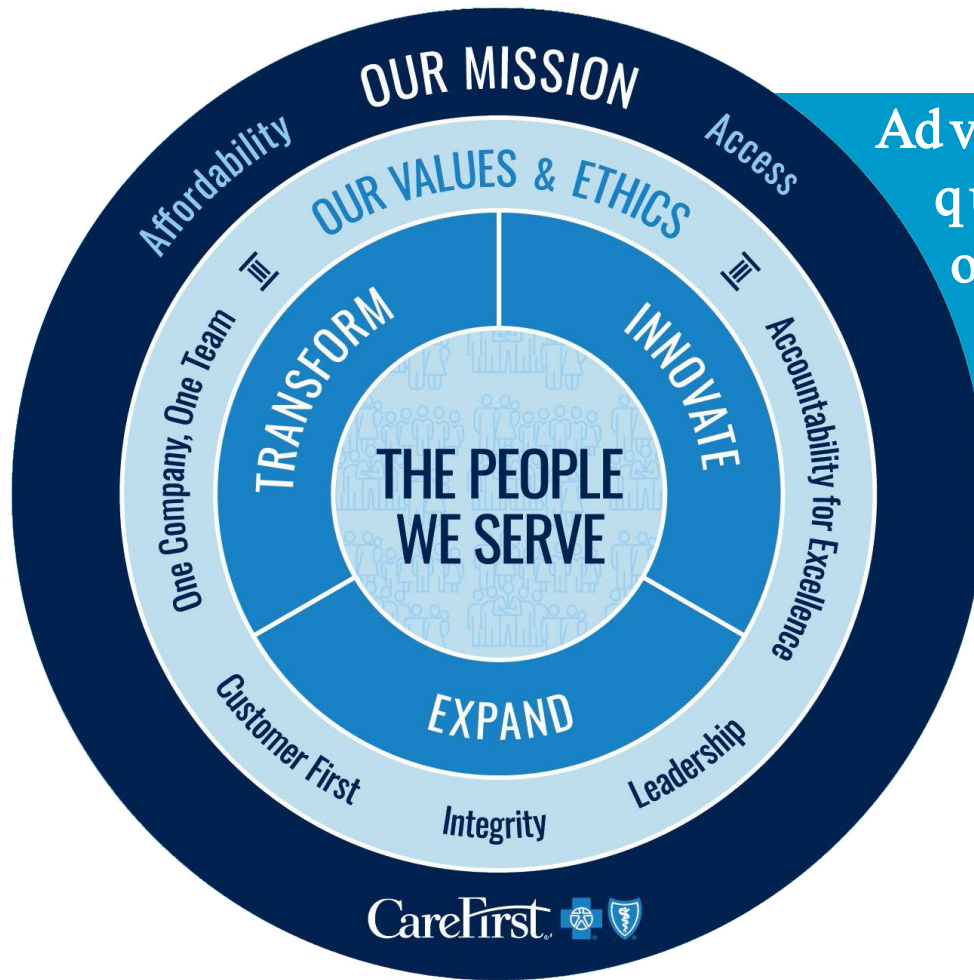 OUR MISSION
Affordability
Access
OUR VALUES & ETHICS
One Company, One Team
Accountability for Excellence
Customer First
Integrity
Leadership
TRANSFORM
INNOVATE
EXPAND
THE PEOPLE
WE SERVE
CareFirst